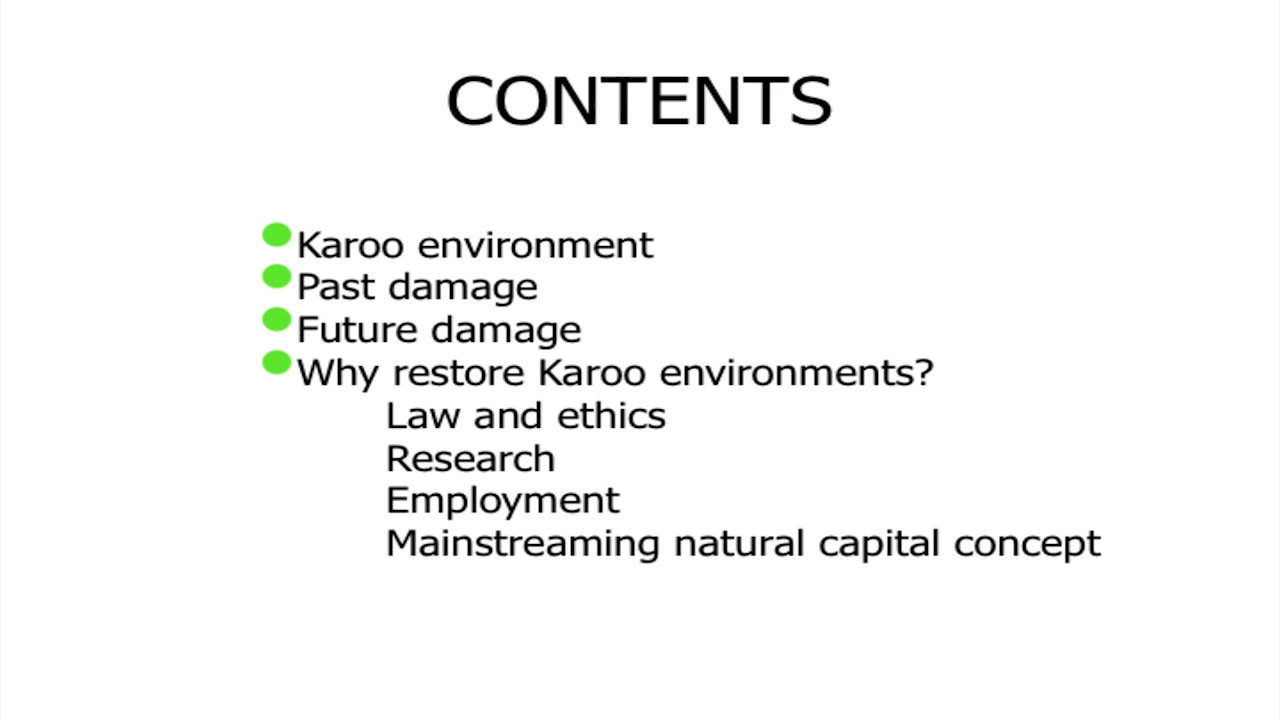 CONTENTS
Karoo environment
Past damage
Future damage
Why restore Karoo environments?
Law and ethics
Research
Employment
Mainstreaming natural capital concept